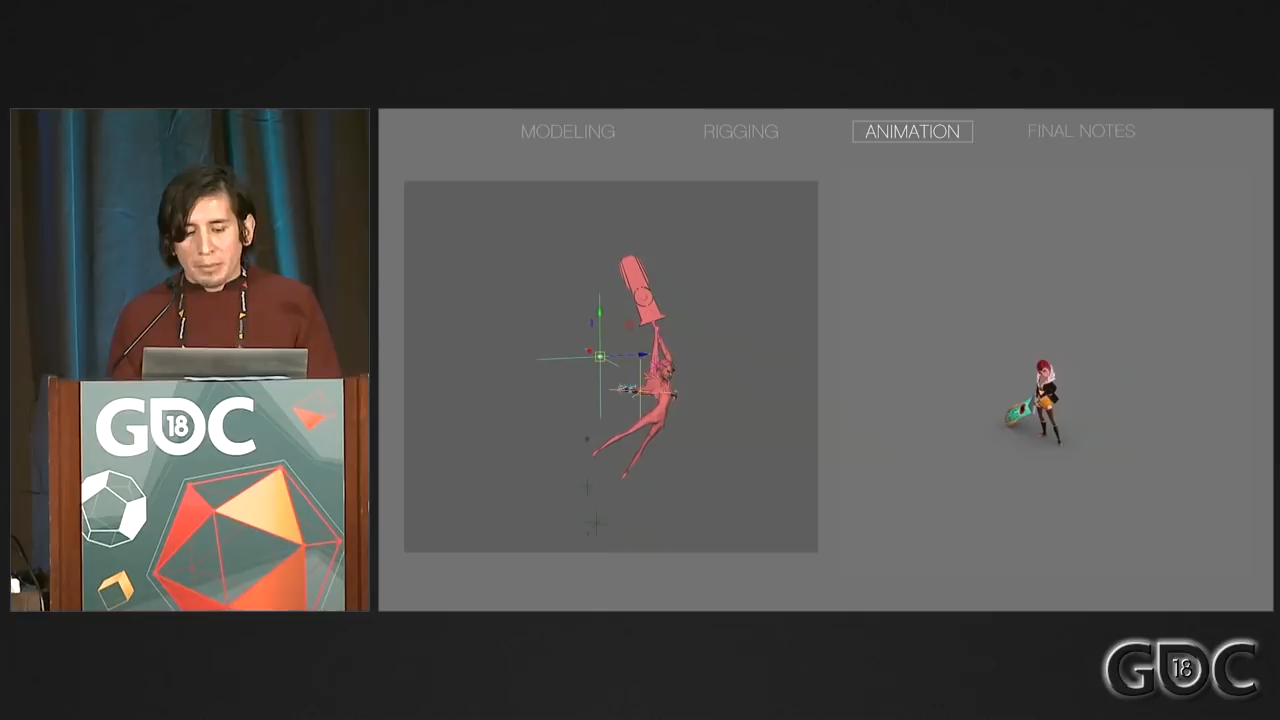 MODELING
RIGGING
ANIMATION
FINAL NOTES
GDC
18
GDC
18